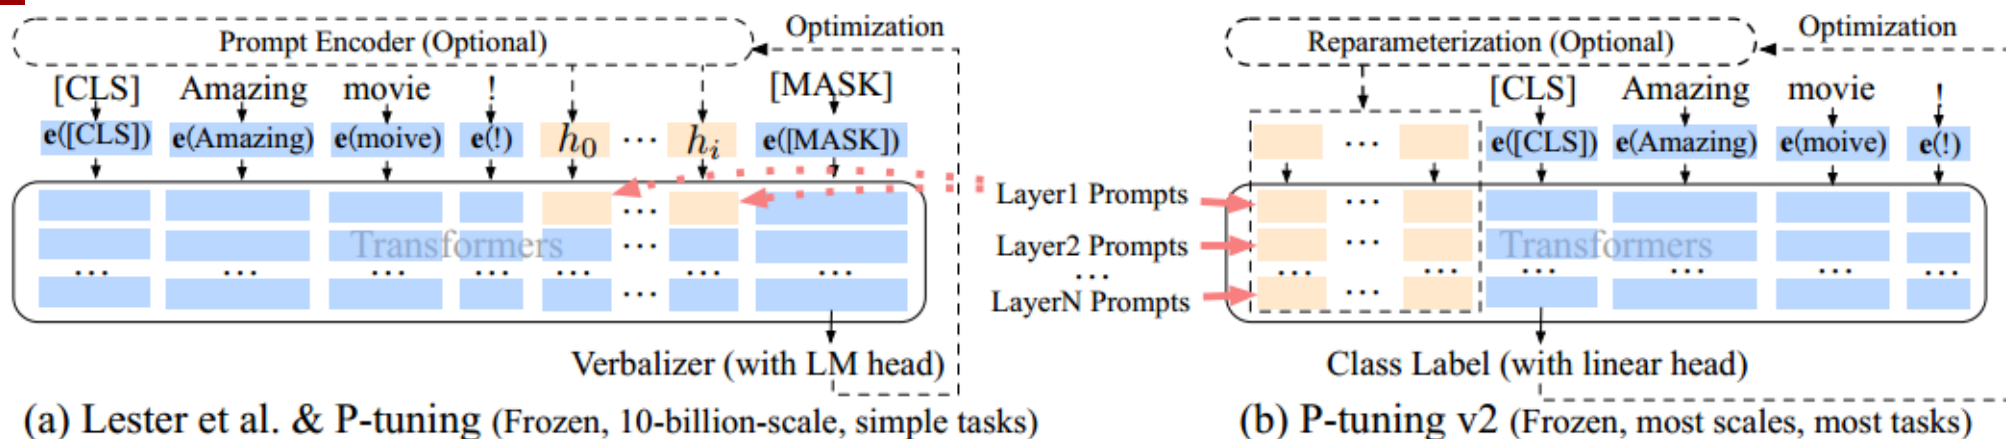 Prompt Encoder (Optional)
Optimization
[CLS] Amazing movie ! [MASK]
e([CLS]) e(Amazing) e(moive) e(!) h0 ··· hi e([MASK])
···
Transformers ···
··· ··· ··· ··· ··· ··· ···
···
Verbalizer (with LM head)
(a) Lester et al. & P-tuning (Frozen, 10-billion-scale, simple tasks)
Layer1 Prompts
Layer2 Prompts
···
LayerN Prompts
Reparameterization (Optional)
Optimization
[CLS] Amazing movie !
··· e([CLS]) e(Amazing) e(moive) e(!)
···
··· Transformers
··· ··· ··· ··· ··· ···
···
Class Label (with linear head)
(b) P-tuning v2 (Frozen, most scales, most tasks)